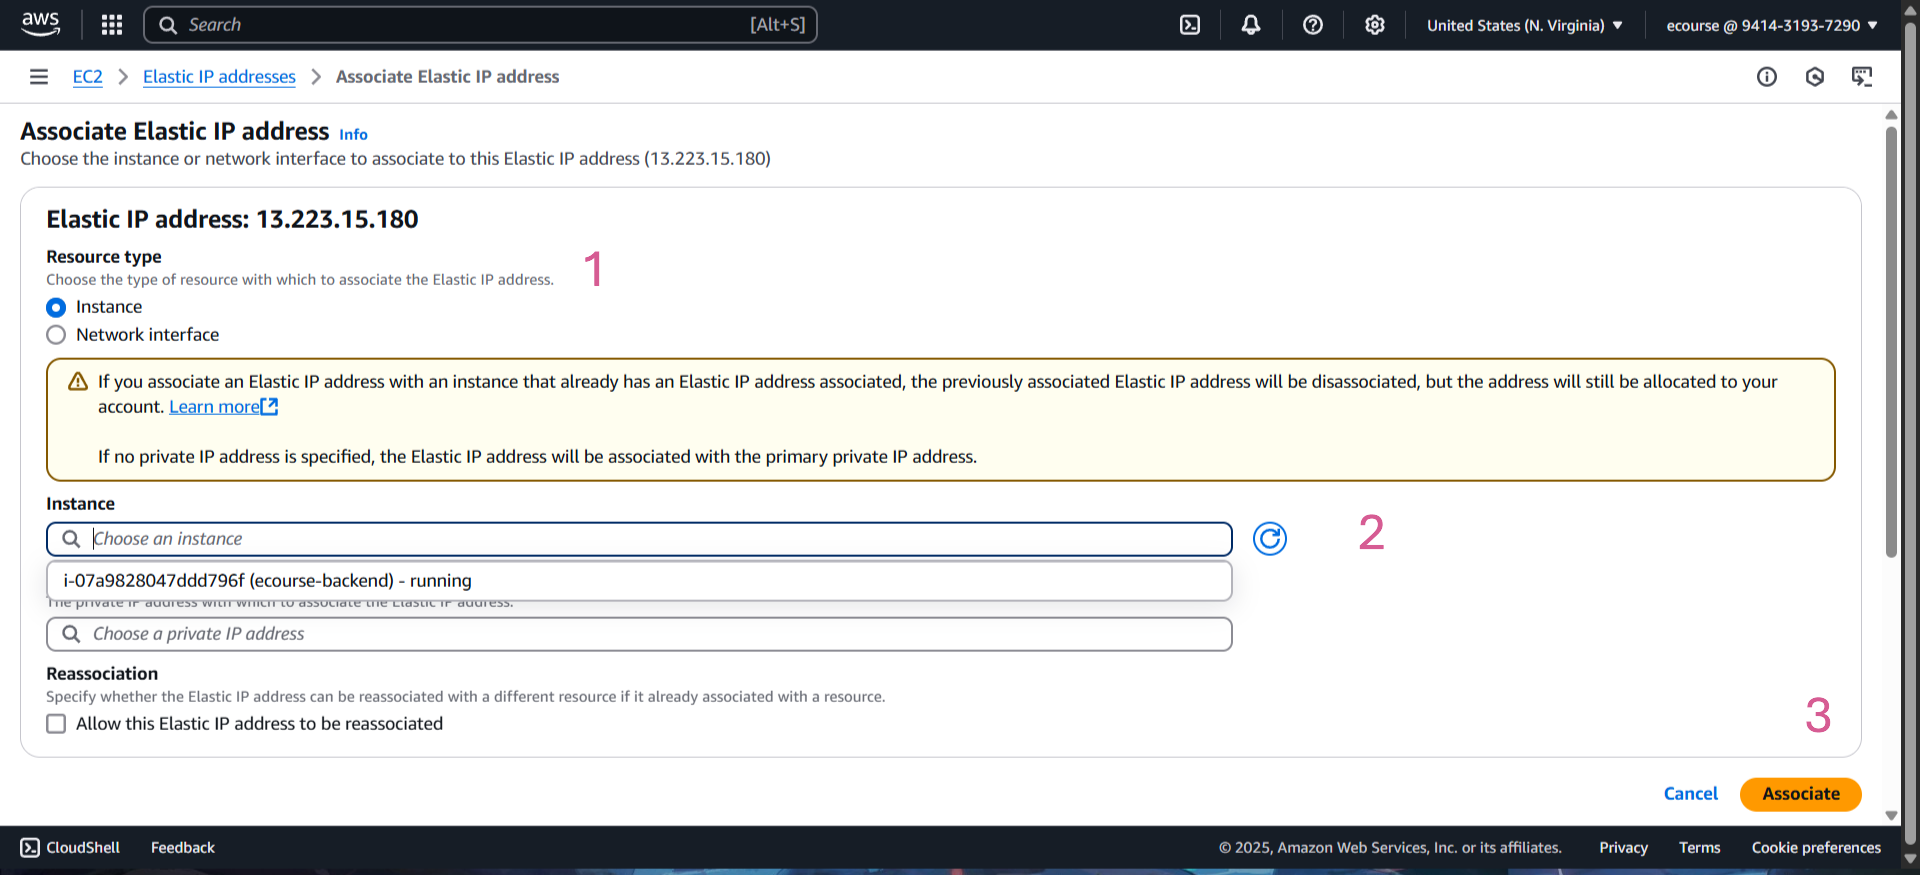 aws
Search
[Alt+S]
United States (N. Virginia)
ecourse @ 9414-3193-7290
EC2
Elastic IP addresses
Associate Elastic IP address
Associate Elastic IP address
Info
Choose the instance or network interface to associate to this Elastic IP address (13.223.15.180)
Elastic IP address: 13.223.15.180
Resource type
1
Choose the type of resource with which to associate the Elastic IP address.
Instance
Network interface
If you associate an Elastic IP address with an instance that already has an Elastic IP address associated, the previously associated Elastic IP address will be disassociated, but the address will still be allocated to your
account. Learn more
If no private IP address is specified, the Elastic IP address will be associated with the primary private IP address.
Instance
Choose an instance
2
i-07a9828047ddd796f (ecourse-backend) - running
The private IP address with which to associate the Elastic IP address.
Choose a private IP address
Reassociation
Specify whether the Elastic IP address can be reassociated with a different resource if it already associated with a resource.
Allow this Elastic IP address to be reassociated
3
Cancel
Associate
CloudShell
Feedback
© 2025, Amazon Web Services, Inc. or its affiliates.
Privacy
Terms
Cookie preferences